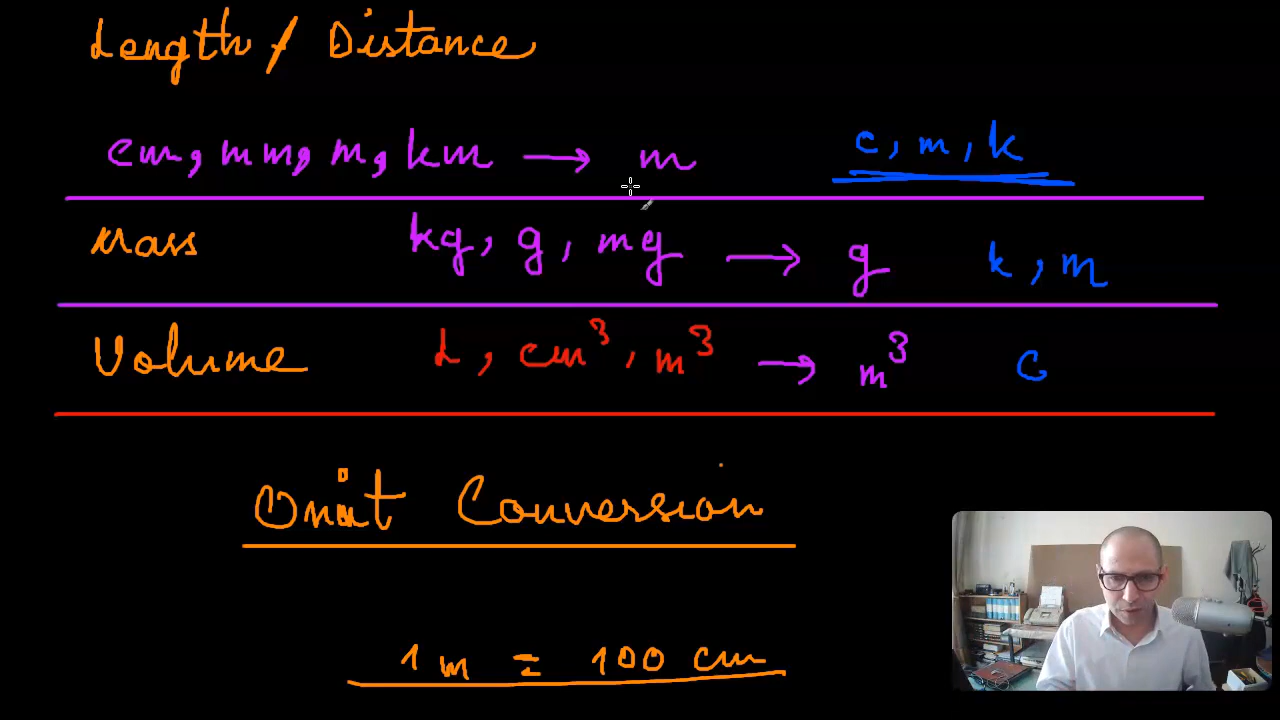 Length / Distance
cm, mm, m, km → m c, m, k
Mass kg, g, mg → g k, m
Volume L, cm³, m³ → m³ c
Unit Conversion
1 m = 100 cm